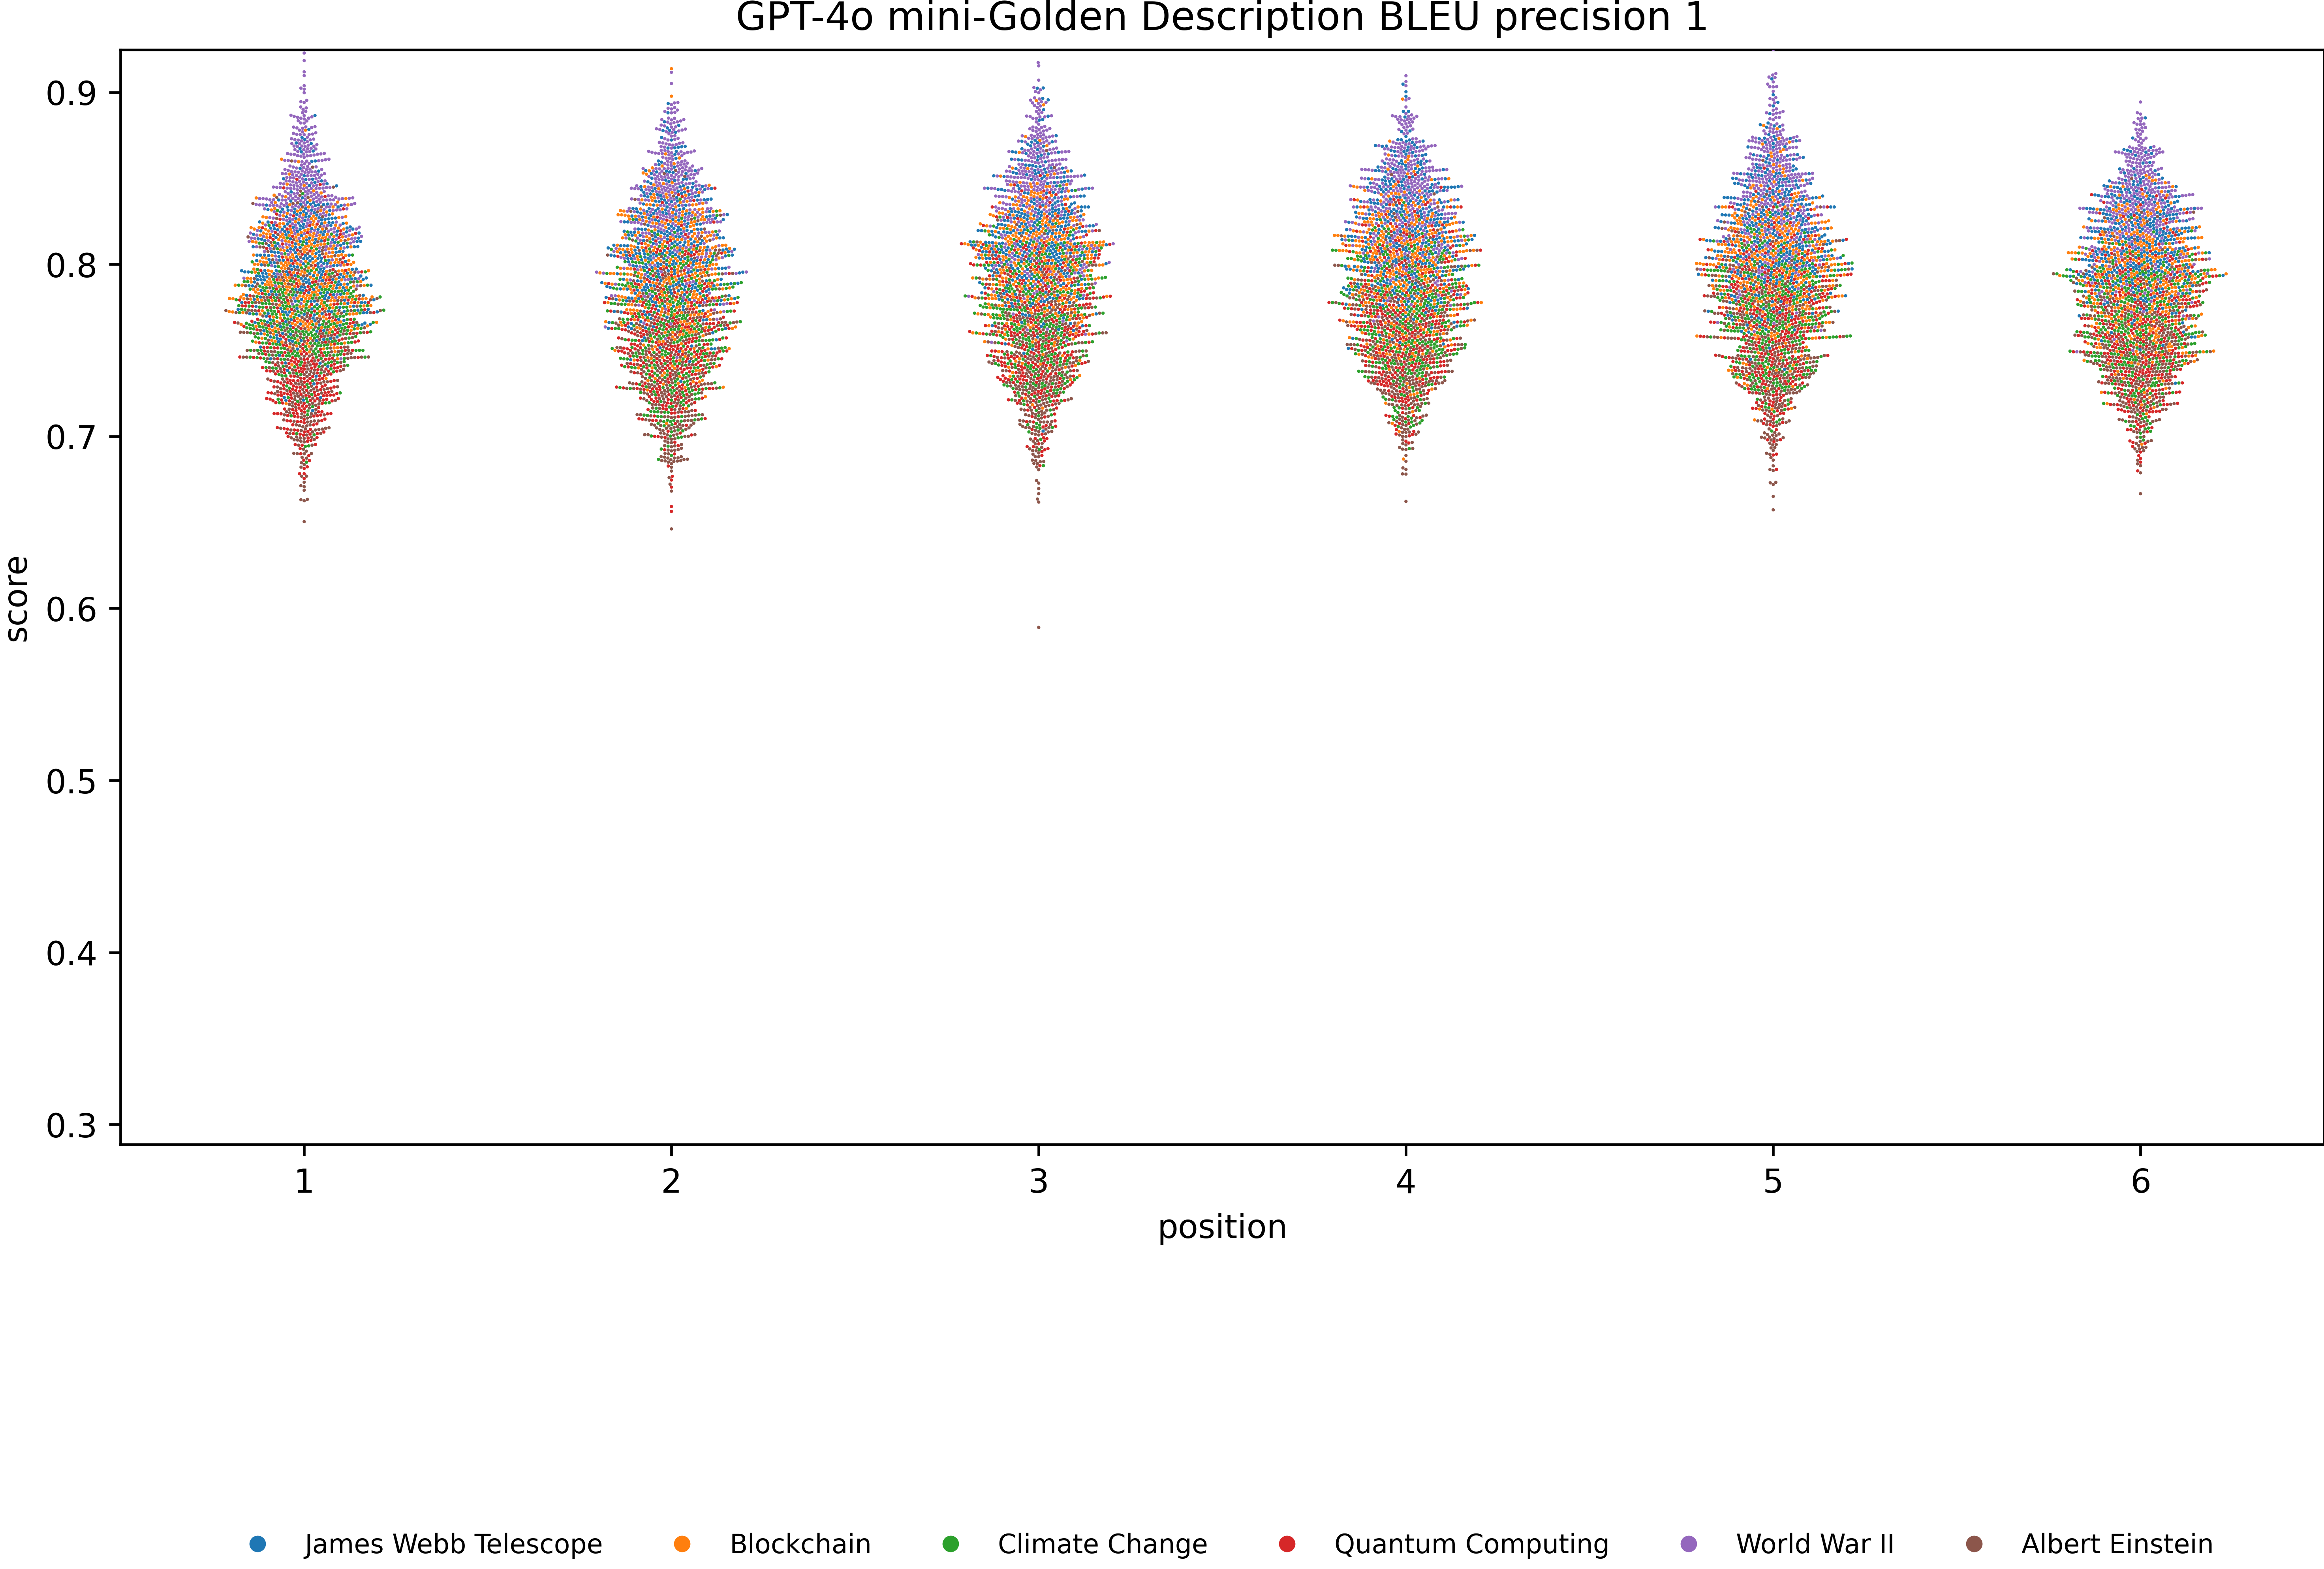 GPT-4o mini-Golden Description BLEU precision 1
score
0.9
0.8
0.7
0.6
0.5
0.4
0.3
1 2 3 4 5 6
position
James Webb Telescope Blockchain Climate Change Quantum Computing World War II Albert Einstein